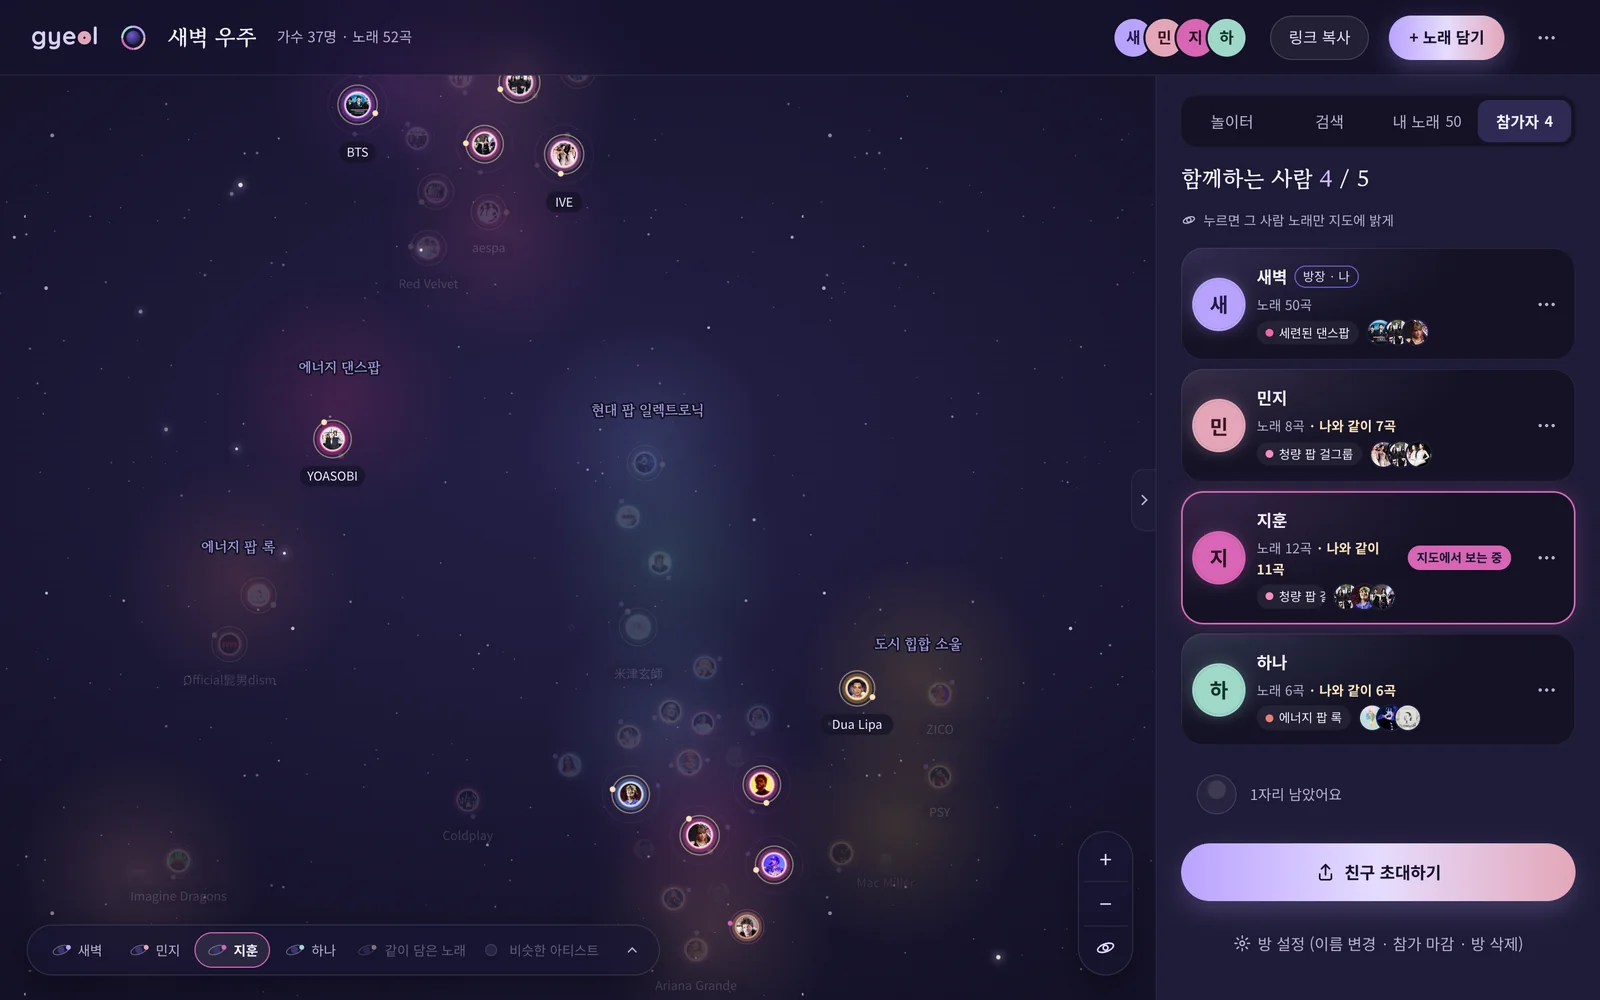 gyeol
새벽 우주
가수 37명 · 노래 52곡
새 민 지 하
링크 복사
+ 노래 담기
BTS
IVE
aespa
Red Velvet
에너지 댄스팝
현대 팝 일렉트로닉
YOASOBI
에너지 팝 록
Official髭男dism
米津玄師
도시 힙합 소울
Dua Lipa
ZICO
PSY
Coldplay
Mac Miller
Imagine Dragons
Ariana Grande
새벽
민지
지훈
하나
같이 담은 노래
비슷한 아티스트
놀이터
검색
내 노래 50
참가자 4
함께하는 사람 4 / 5
누르면 그 사람 노래만 지도에 밝게
새
새벽 방장 · 나
노래 50곡
세련된 댄스팝
민
민지
노래 8곡 · 나와 같이 7곡
청량 팝 걸그룹
지
지훈
노래 12곡 · 나와 같이
11곡
지도에서 보는 중
청량 팝
하
하나
노래 6곡 · 나와 같이 6곡
에너지 팝 록
1자리 남았어요
친구 초대하기
방 설정 (이름 변경 · 참가 마감 · 방 삭제)